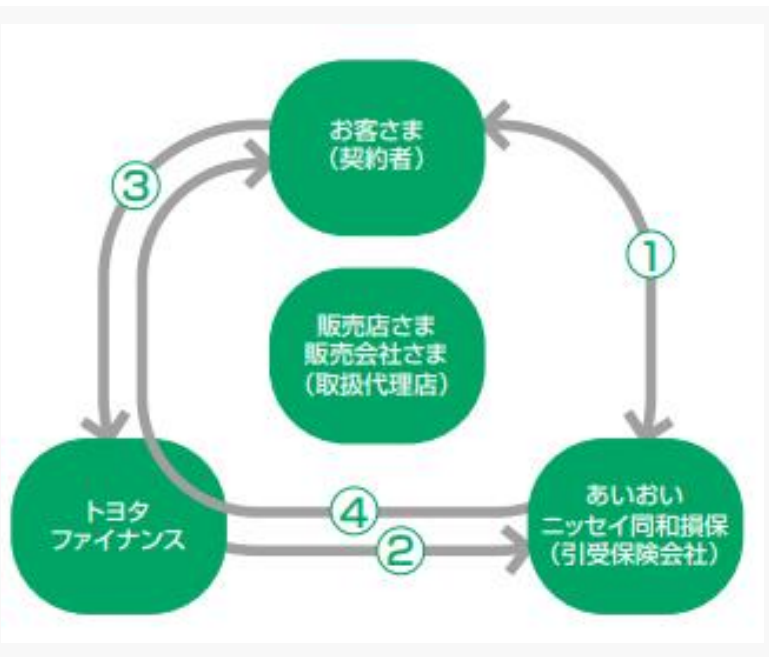 お客さま
（契約者）
③
①
販売店さま
販売会社さま
（取扱代理店）
トヨタ
ファイナンス
④
②
あいおい
ニッセイ同和損保
（引受保険会社）